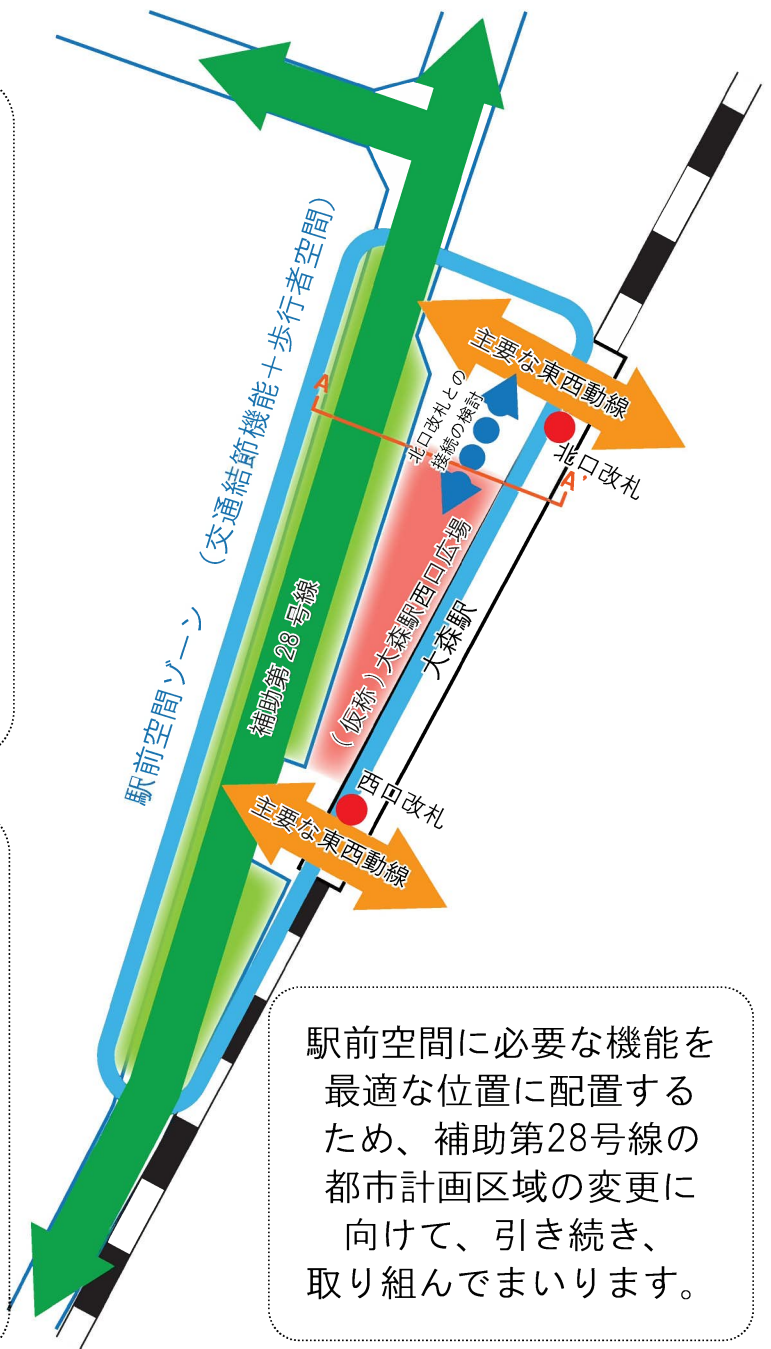 駅前空間ゾーン (交通結節機能+歩行者空間)
主要な東西動線
北口改札との
接続の検討
北口改札
A
A'
補助第28号線
(仮称)大森駅西口広場
大森駅
西口改札
主要な東西動線
駅前空間に必要な機能を
最適な位置に配置する
ため、補助第28号線の
都市計画区域の変更に
向けて、引き続き、
取り組んでまいります。